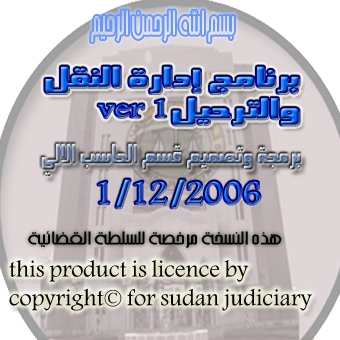 بسم الله الرحمن الرحيم
برنامج إدارة النقل
والترحيل ver 1
برمجة وتصميم قسم الحاسب الالي
1/12/2006
هذه النسخة مرخصة للسلطة القضائية
this product is licence by
copyright© for sudan judiciary